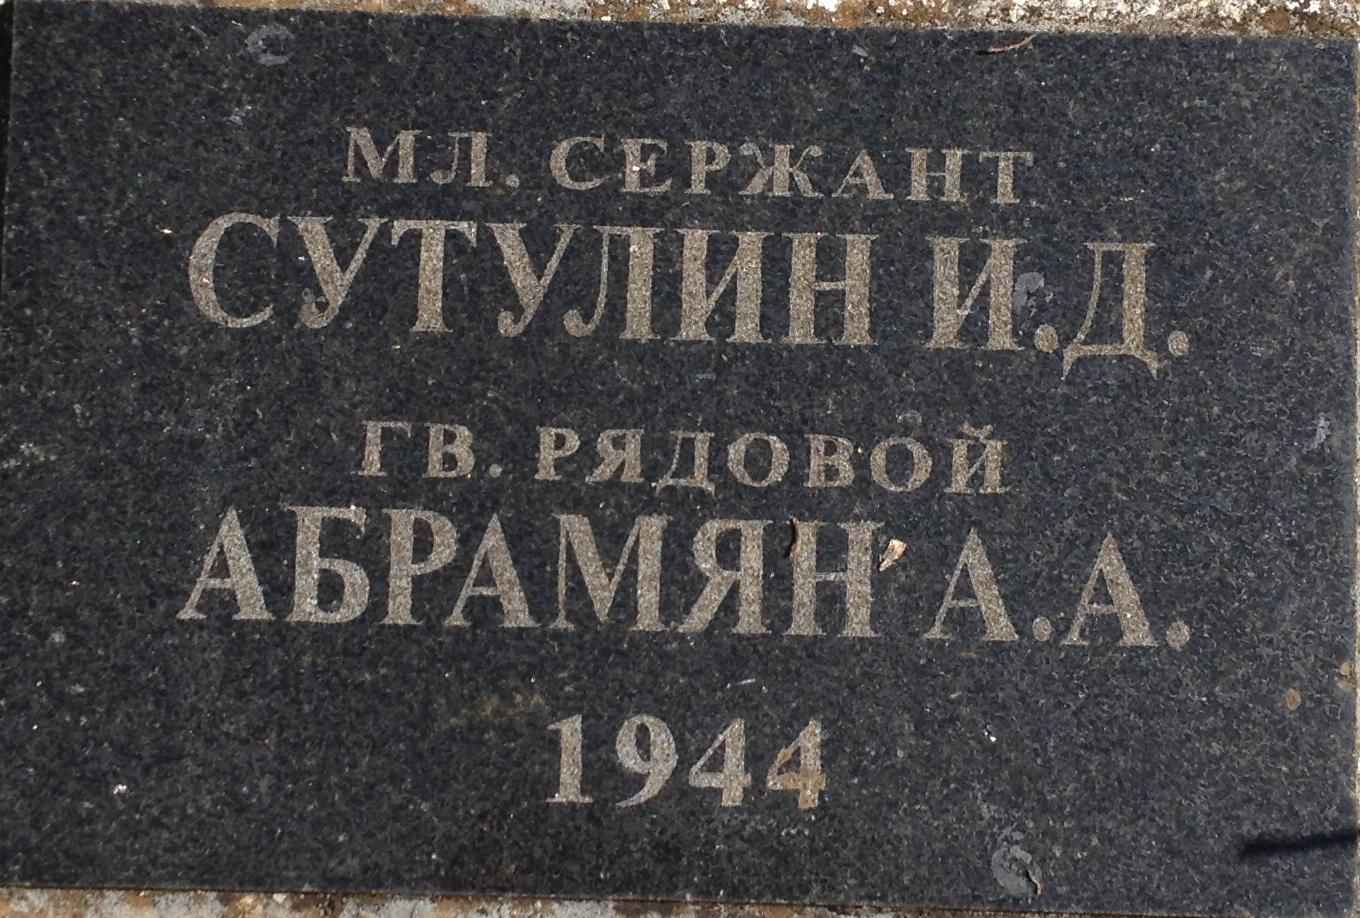 МЛ. СЕРЖАНТ
СУТУЛИН И.Д.
ГВ. РЯДОВОЙ
АБРАМЯН А.А.
1944